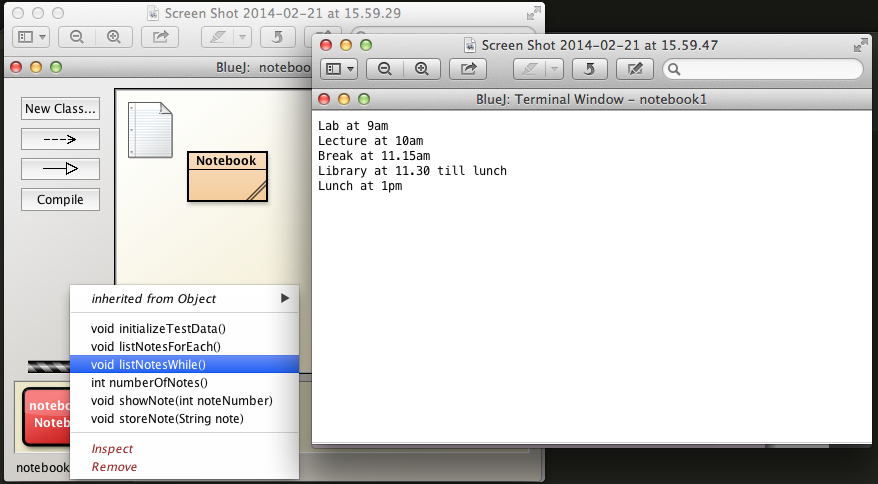 Screen Shot 2014-02-21 at 15.59.29
BlueJ: notebook
New Class...
Compile
Notebook
inherited from Object
void initializeTestData()
void listNotesForEach()
void listNotesWhile()
int numberOfNotes()
void showNote(int noteNumber)
void storeNote(String note)
Inspect
Remove
noteb
Noteb
notebook
Screen Shot 2014-02-21 at 15.59.47
BlueJ: Terminal Window – notebook1
Lab at 9am
Lecture at 10am
Break at 11.15am
Library at 11.30 till lunch
Lunch at 1pm